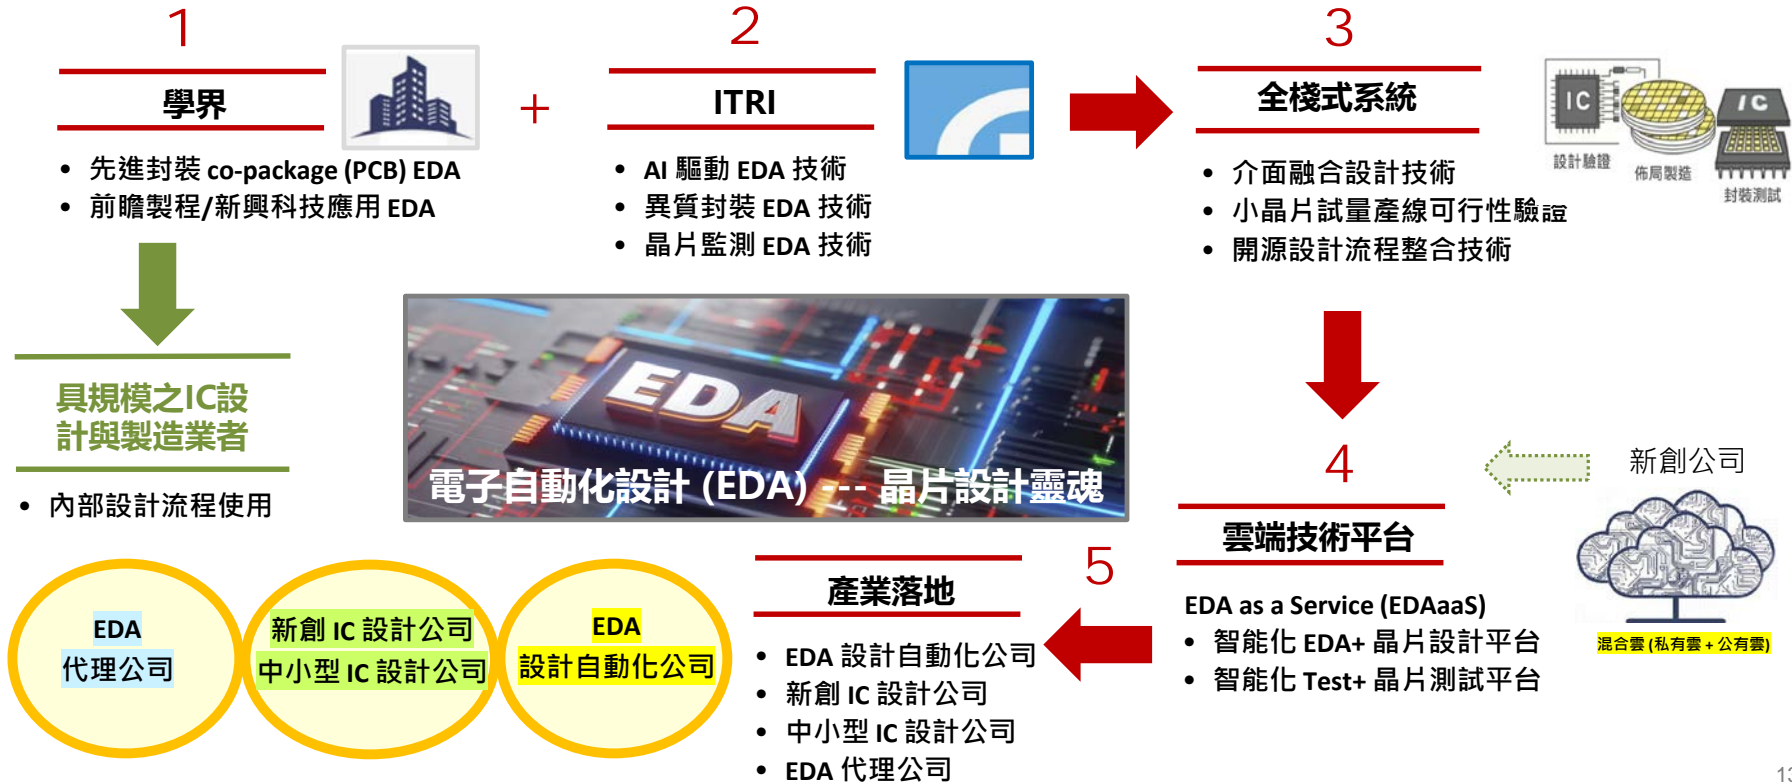 1
學界
• 先進封裝 co-package (PCB) EDA
• 前瞻製程/新興科技應用 EDA
+
2
ITRI
• AI 驅動 EDA 技術
• 異質封裝 EDA 技術
• 晶片監測 EDA 技術
3
全棧式系統
• 介面融合設計技術
• 小晶片試量產線可行性驗證
• 開源設計流程整合技術
IC
設計驗證
佈局製造
IC
封裝測試
具規模之IC設
計與製造業者
• 內部設計流程使用
EDA
電子自動化設計 (EDA) --- 晶片設計靈魂
4
雲端技術平台
EDA as a Service (EDAaaS)
• 智能化 EDA+ 晶片設計平台
• 智能化 Test+ 晶片測試平台
新創公司
混合雲 (私有雲 + 公有雲)
5
產業落地
• EDA 設計自動化公司
• 新創 IC 設計公司
• 中小型 IC 設計公司
• EDA 代理公司
EDA
代理公司
新創 IC 設計公司
中小型 IC 設計公司
EDA
設計自動化公司